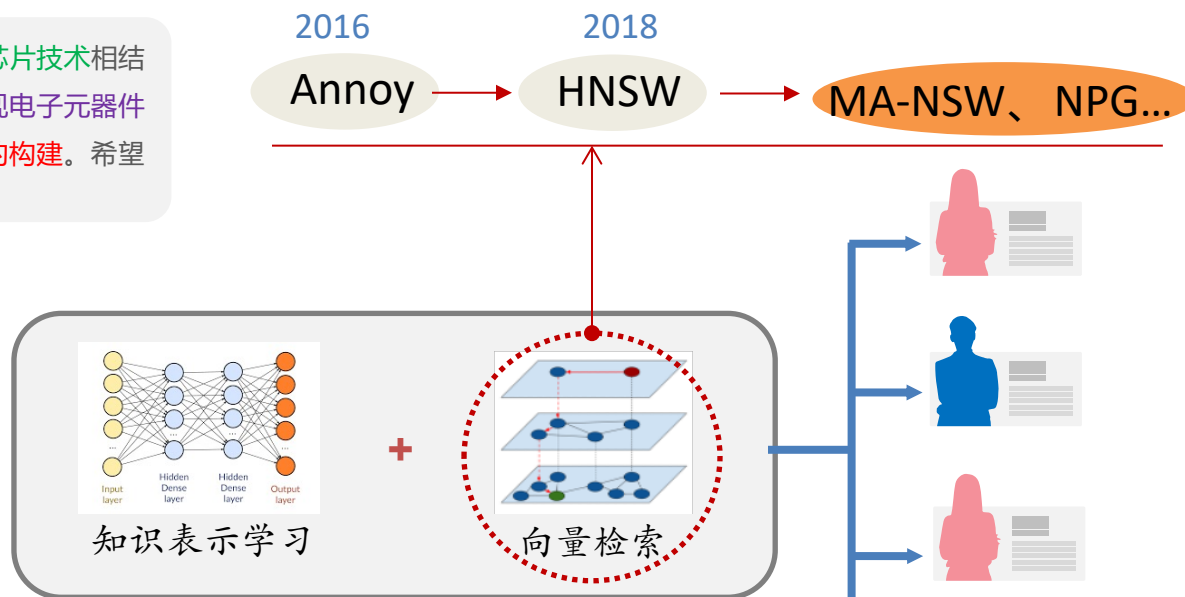 芯片技术相结
电子元器件
构建。希望
2016
2018
Annoy
HNSW
MA-NSW、 NPG…
...
...
...
...
Input
layer
Hidden
Dense
layer
Hidden
Dense
layer
Output
layer
知识表示学习
+
向量检索